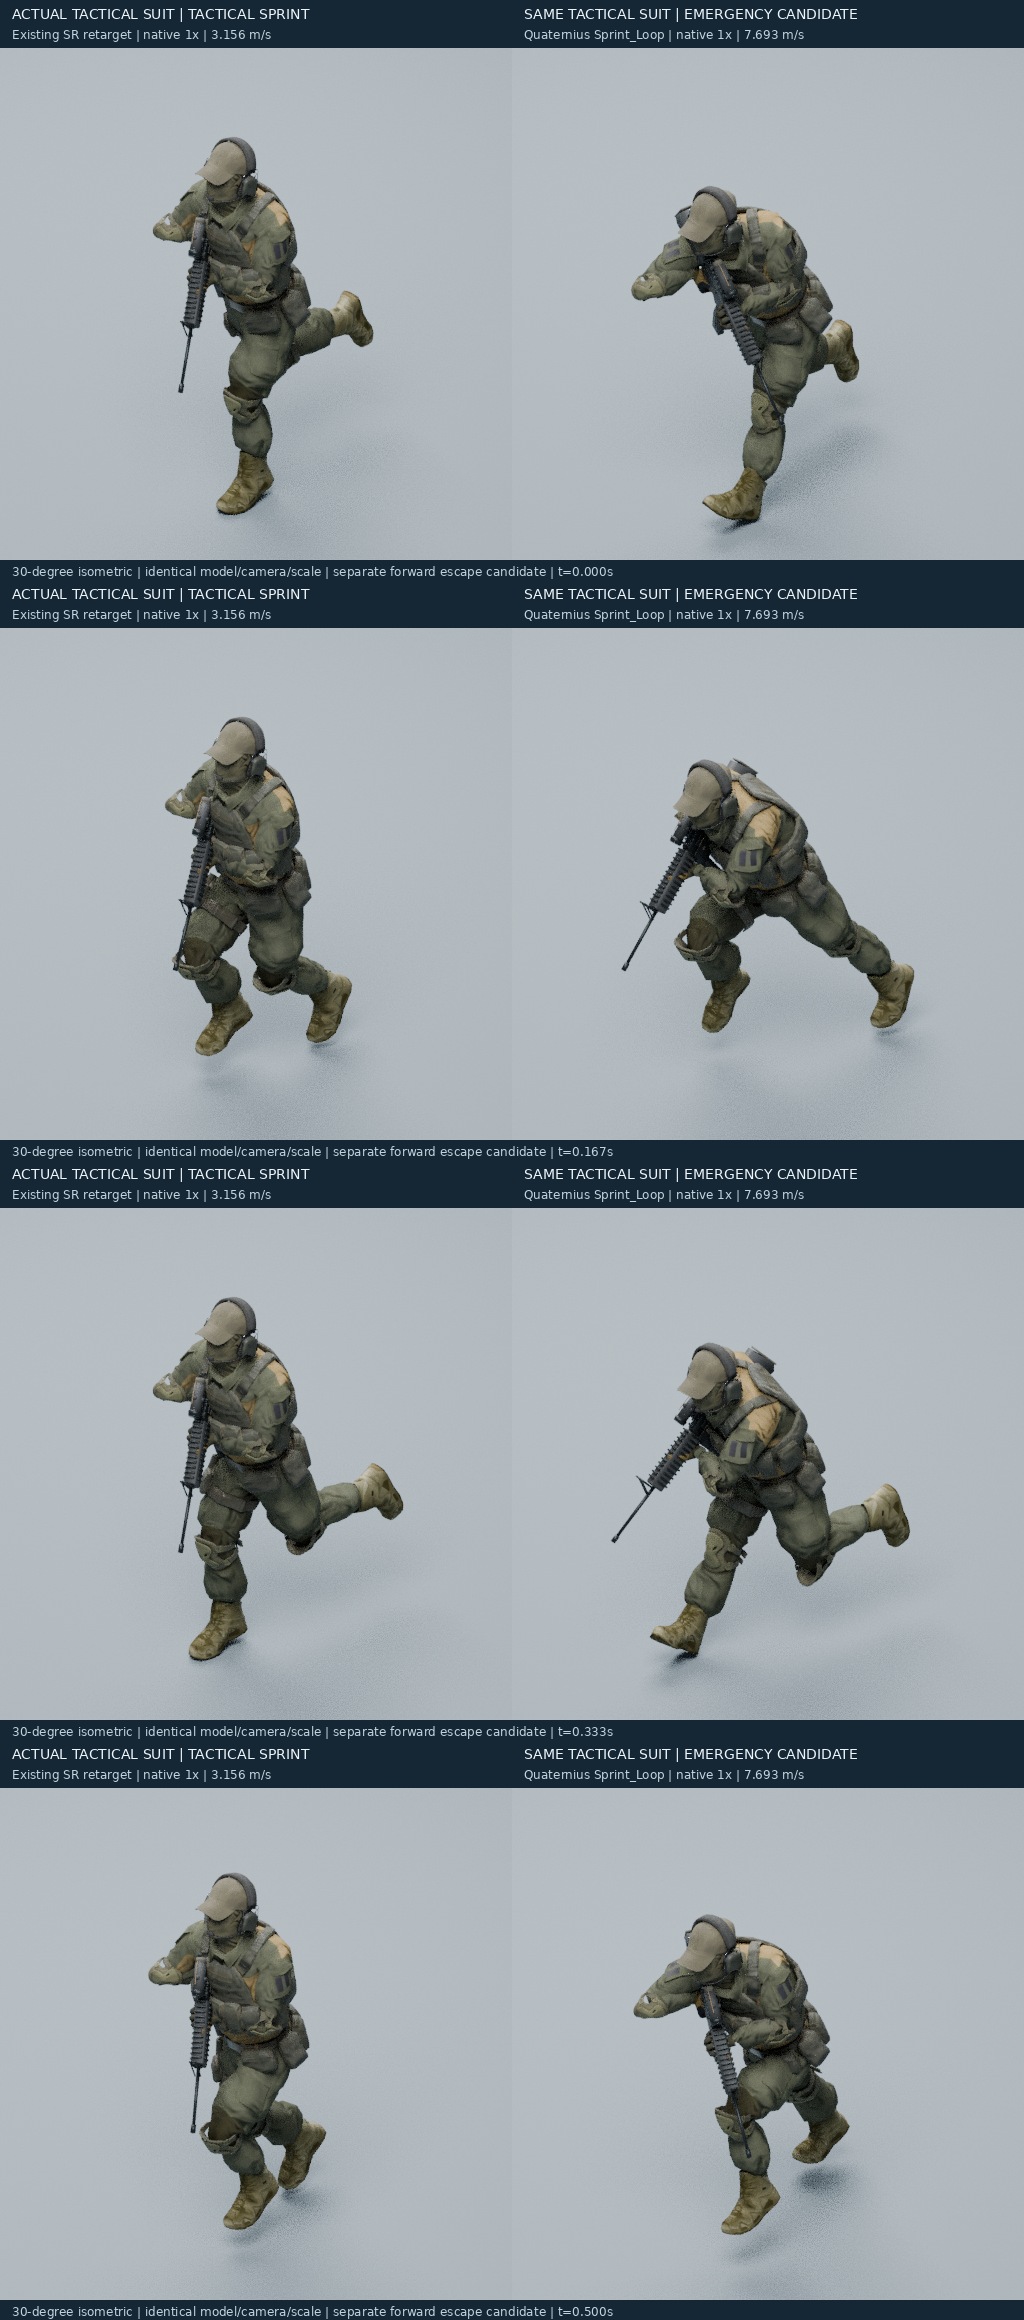 ACTUAL TACTICAL SUIT | TACTICAL SPRINT
Existing SR retarget | native 1x | 3.156 m/s
SAME TACTICAL SUIT | EMERGENCY CANDIDATE
Quaternius Sprint_Loop | native 1x | 7.693 m/s
30-degree isometric | identical model/camera/scale | separate forward escape candidate | t=0.000s
ACTUAL TACTICAL SUIT | TACTICAL SPRINT
Existing SR retarget | native 1x | 3.156 m/s
SAME TACTICAL SUIT | EMERGENCY CANDIDATE
Quaternius Sprint_Loop | native 1x | 7.693 m/s
30-degree isometric | identical model/camera/scale | separate forward escape candidate | t=0.167s
ACTUAL TACTICAL SUIT | TACTICAL SPRINT
Existing SR retarget | native 1x | 3.156 m/s
SAME TACTICAL SUIT | EMERGENCY CANDIDATE
Quaternius Sprint_Loop | native 1x | 7.693 m/s
30-degree isometric | identical model/camera/scale | separate forward escape candidate | t=0.333s
ACTUAL TACTICAL SUIT | TACTICAL SPRINT
Existing SR retarget | native 1x | 3.156 m/s
SAME TACTICAL SUIT | EMERGENCY CANDIDATE
Quaternius Sprint_Loop | native 1x | 7.693 m/s
30-degree isometric | identical model/camera/scale | separate forward escape candidate | t=0.500s